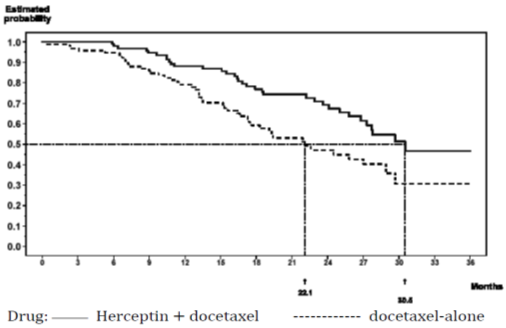 Estimated
probability
1.0
0.9
0.8
0.7
0.6
0.5
0.4
0.3
0.2
0.1
0.0
0 3 6 9 12 15 18 21 24 27 30 33 36
22.1 30.5
Months
Drug: Herceptin + docetaxel docetaxel-alone